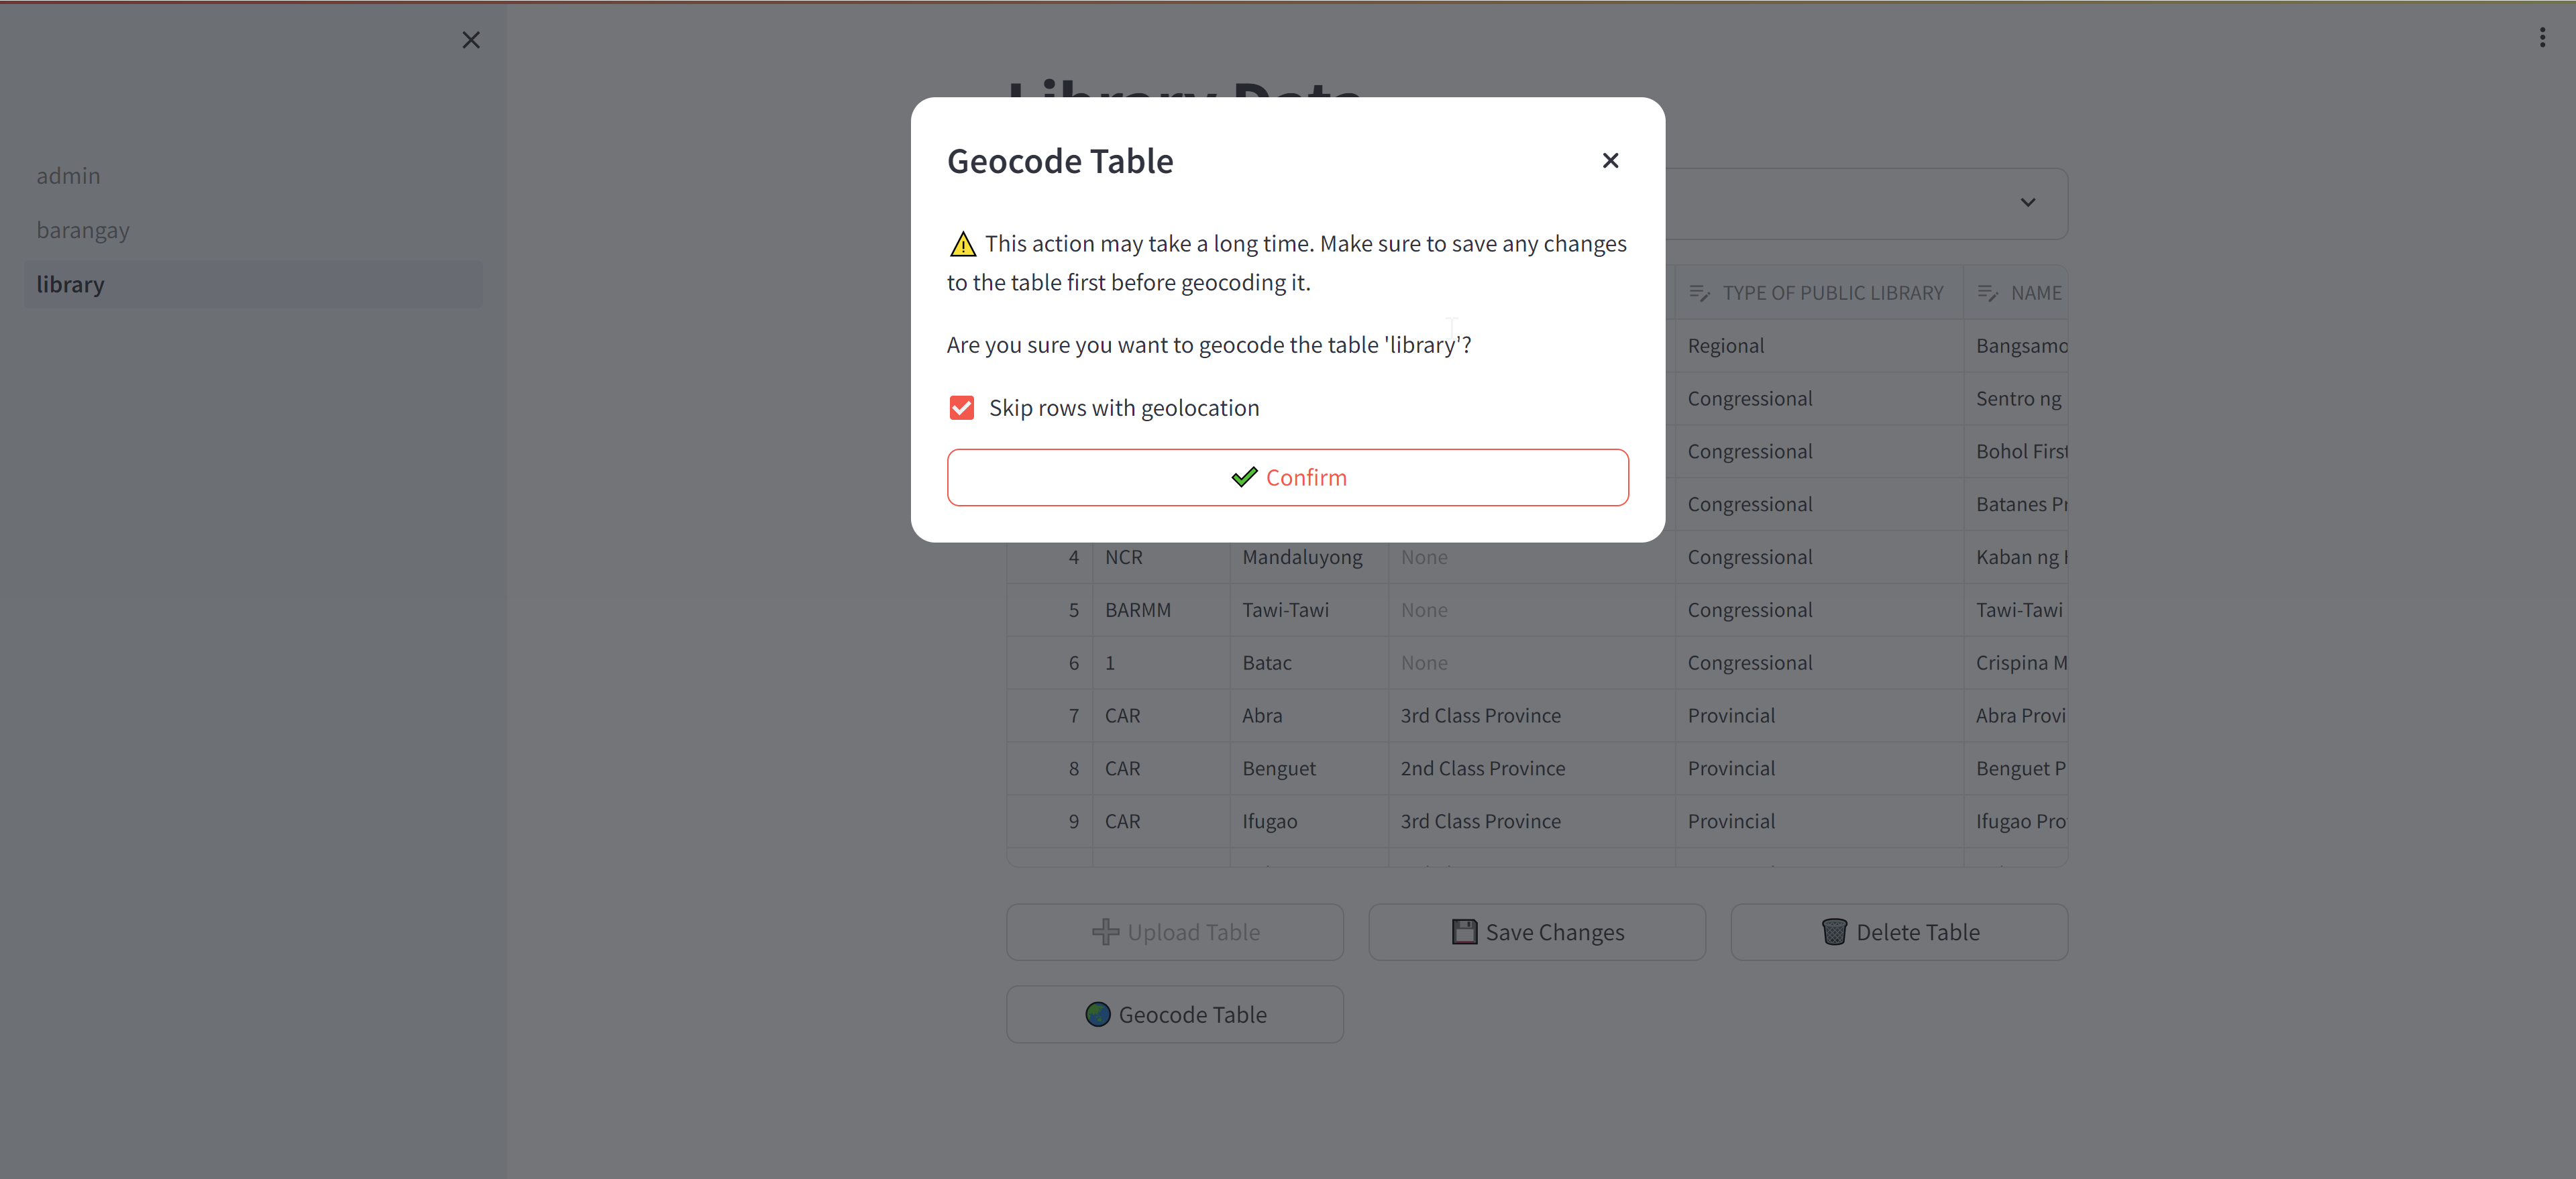 Library Data
admin
barangay
library
Geocode Table
This action may take a long time. Make sure to save any changes
to the table first before geocoding it.
Are you sure you want to geocode the table 'library'?
Skip rows with geolocation
Confirm
TYPE OF PUBLIC LIBRARY NAME
Regional Bangsamo
Congressional Sentro ng
Congressional Bohol First
Congressional Batanes Pr
4 NCR Mandaluyong None Congressional Kaban ng
5 BARMM Tawi-Tawi None Congressional Tawi-Tawi
6 1 Batac None Congressional Crispina M
7 CAR Abra 3rd Class Province Provincial Abra Provi
8 CAR Benguet 2nd Class Province Provincial Benguet P
9 CAR Ifugao 3rd Class Province Provincial Ifugao Pro
Upload Table Save Changes Delete Table
Geocode Table